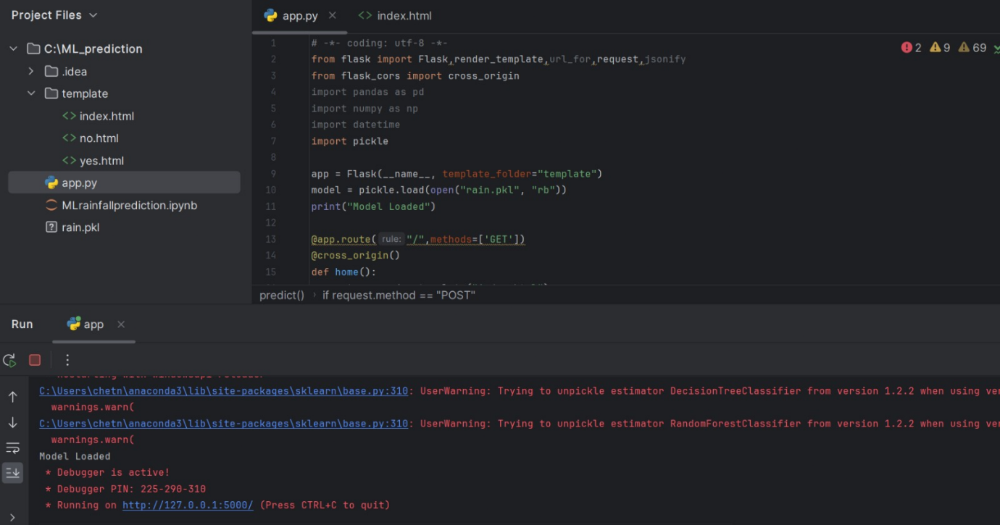 Project Files
C:\ML_prediction
.idea
template
index.html
no.html
yes.html
app.py
MLrainfallprediction.ipynb
rain.pkl
app.py
index.html
2 9 69
1 # -*- coding: utf-8 -*-
2 from flask import Flask,render_template,url_for,request,jsonify
3 from flask_cors import cross_origin
4 import pandas as pd
5 import numpy as np
6 import datetime
7 import pickle
8
9 app = Flask(__name__, template_folder="template")
10 model = pickle.load(open("rain.pkl", "rb"))
11 print("Model Loaded")
12
13 @app.route( rule: "/",methods=['GET'])
14 @cross_origin()
15 def home():
predict() › if request.method == "POST"
Run app
C:\Users\chetn\anaconda3\lib\site-packages\sklearn\base.py:310: UserWarning: Trying to unpickle estimator DecisionTreeClassifier from version 1.2.2 when using
warnings.warn(
C:\Users\chetn\anaconda3\lib\site-packages\sklearn\base.py:310: UserWarning: Trying to unpickle estimator RandomForestClassifier from version 1.2.2 when using
warnings.warn(
Model Loaded
* Debugger is active!
* Debugger PIN: 225-290-310
* Running on http://127.0.0.1:5000/ (Press CTRL+C to quit)